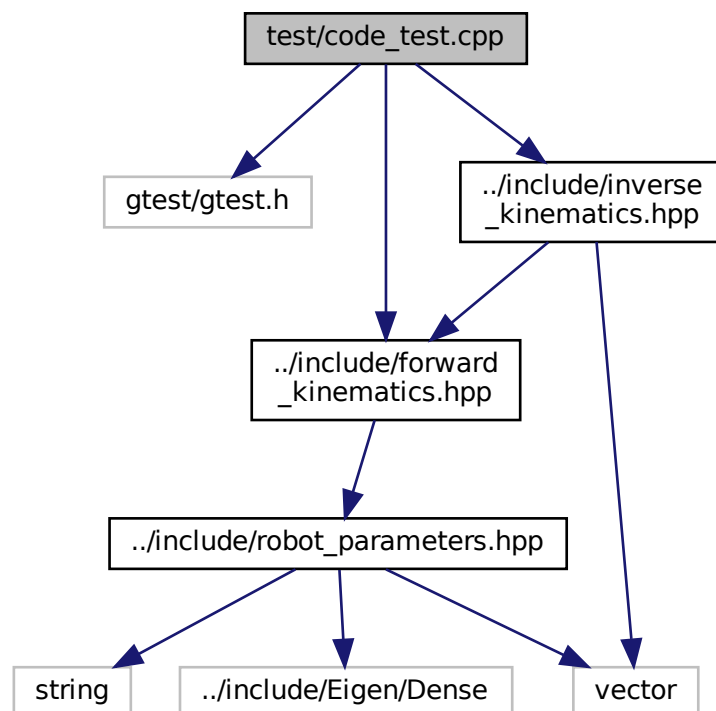 test/code_test.cpp
gtest/gtest.h
../include/inverse
_kinematics.hpp
../include/forward
_kinematics.hpp
../include/robot_parameters.hpp
string
../include/Eigen/Dense
vector